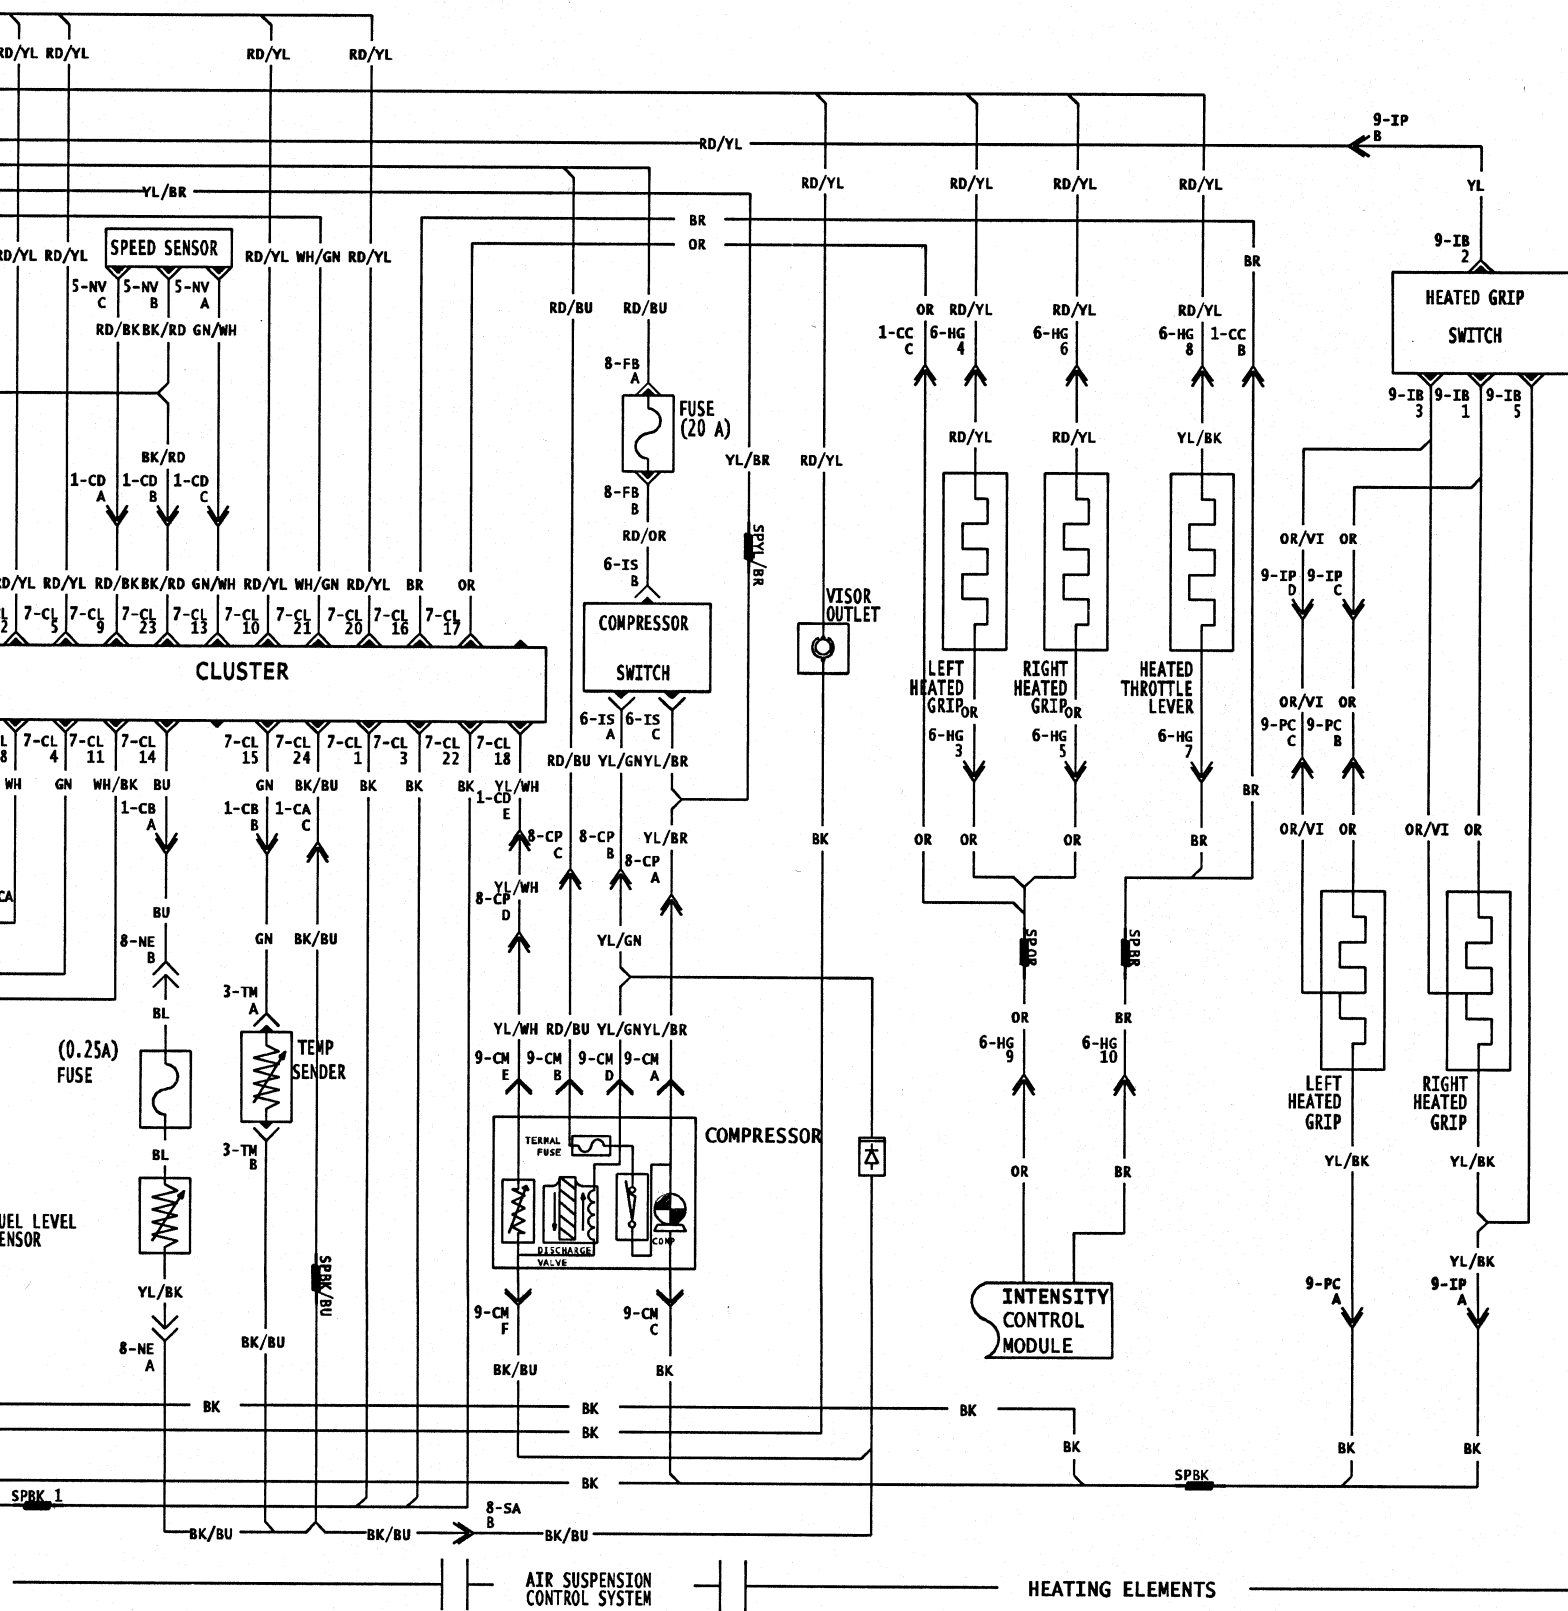 RD/YL RD/YL RD/YL RD/YL
9-IP
B
RD/YL
RD/YL RD/YL RD/YL RD/YL YL
YL/BR
BR
OR
9-IB
2
SPEED SENSOR
RD/YL RD/YL RD/YL WH/GN RD/YL BR
5-NV 5-NV 5-NV
C B A
HEATED GRIP
SWITCH
RD/BU RD/BU OR RD/YL RD/YL RD/YL
RD/BK BK/RD GN/WH
1-CC 6-HG 6-HG 6-HG 1-CC
C 4 6 8 B
8-FB
A
9-IB 9-IB 9-IB
3 1 5
FUSE
(20 A)
RD/YL RD/YL YL/BK
BK/RD YL/BR RD/YL
1-CD 1-CD 1-CD
A B C
8-FB
B
RD/OR
SPYL/BR
OR/VI OR
6-IS
B
9-IP 9-IP
D C
RD/YL RD/YL RD/BK BK/RD GN/WH RD/YL WH/GN RD/YL BR OR
CL 7-CL 7-CL 7-CL 7-CL 7-CL 7-CL 7-CL 7-CL 7-CL
2 5 9 23 13 10 21 20 16 17
VISOR
OUTLET
COMPRESSOR
SWITCH
CLUSTER
LEFT
HEATED
GRIP
RIGHT
HEATED
GRIP
HEATED
THROTTLE
LEVER
OR OR
OR/VI OR
6-IS 6-IS
A C
9-PC 9-PC
C B
6-HG 6-HG 6-HG
3 5 7
L 7-CL 7-CL 7-CL 7-CL 7-CL 7-CL 7-CL 7-CL 7-CL
8 4 11 14 15 24 1 3 22 18
RD/BU YL/GN YL/BR
WH GN WH/BK BU GN BK/BU BK BK BK YL/WH
BR
1-CD
E
1-CB 1-CB 1-CA
A B C
8-CP 8-CP
C B
YL/BR BK OR OR OR BR
OR/VI OR OR/VI OR
8-CP
A
YL/WH
8-CP
D
CA
BU GN BK/BU YL/GN
8-NE
B
SPOR SPBR
3-TM
A
BL
YL/WH RD/BU YL/GN YL/BR OR BR
6-HG 6-HG
9 10
(0.25A)
FUSE
TEMP
SENDER
9-CM 9-CM 9-CM 9-CM
E B D A
LEFT
HEATED
GRIP
RIGHT
HEATED
GRIP
COMPRESSOR
TERMAL
FUSE
3-TM
B
BL
OR BR YL/BK YL/BK
UEL LEVEL
ENSOR
COMP
DISCHARGE
VALVE
YL/BK
SPBK/BU
YL/BK
9-PC 9-IP
A A
INTENSITY
CONTROL
MODULE
9-CM 9-CM
F C
8-NE
A
BK/BU
BK/BU BK
BK BK BK
BK
BK BK BK
BK SPBK
SPBK 1
8-SA
B
BK/BU BK/BU BK/BU
AIR SUSPENSION
CONTROL SYSTEM
HEATING ELEMENTS